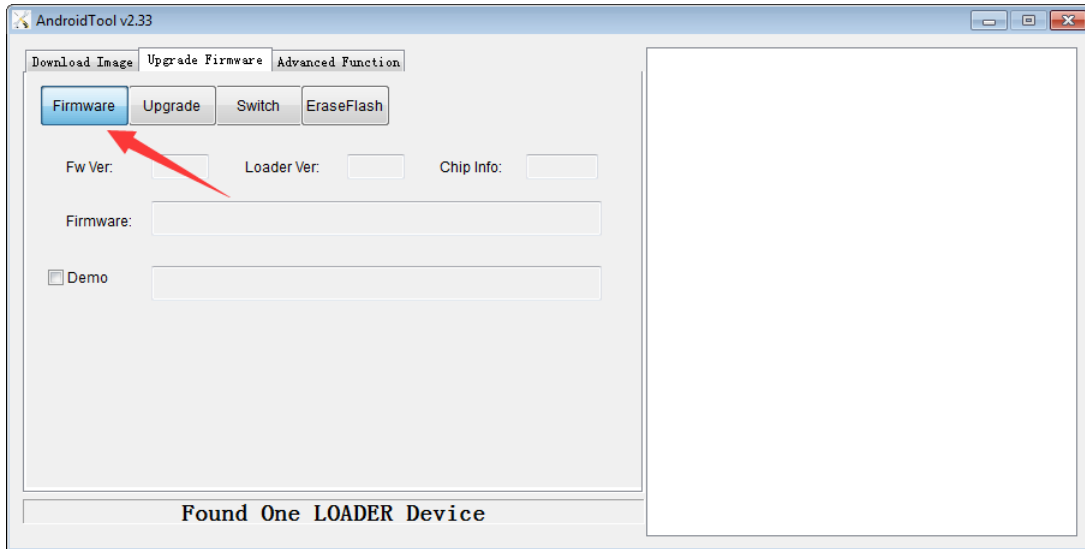 AndroidTool v2.33
Download Image Upgrade Firmware Advanced Function
Firmware Upgrade Switch EraseFlash
Fw Ver: Loader Ver: Chip Info:
Firmware:
Demo
Found One LOADER Device